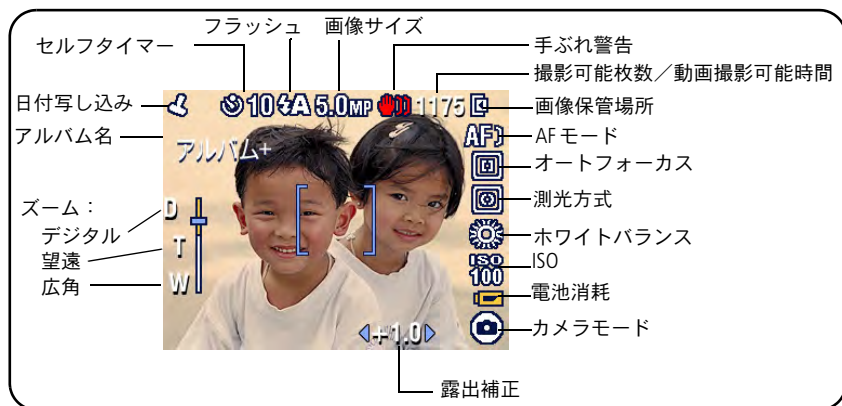 フラッシュ 画像サイズ
セルフタイマー
手ぶれ警告
撮影可能枚数／動画撮影可能時間
日付写し込み
10 A 5.0MP 1175
画像保管場所
アルバム名
アルバム+
AF
AFモード
オートフォーカス
測光方式
ズーム：
D
デジタル
T
望遠
W
広角
ホワイトバランス
ISO
100
ISO
電池消耗
カメラモード
+1.0
露出補正